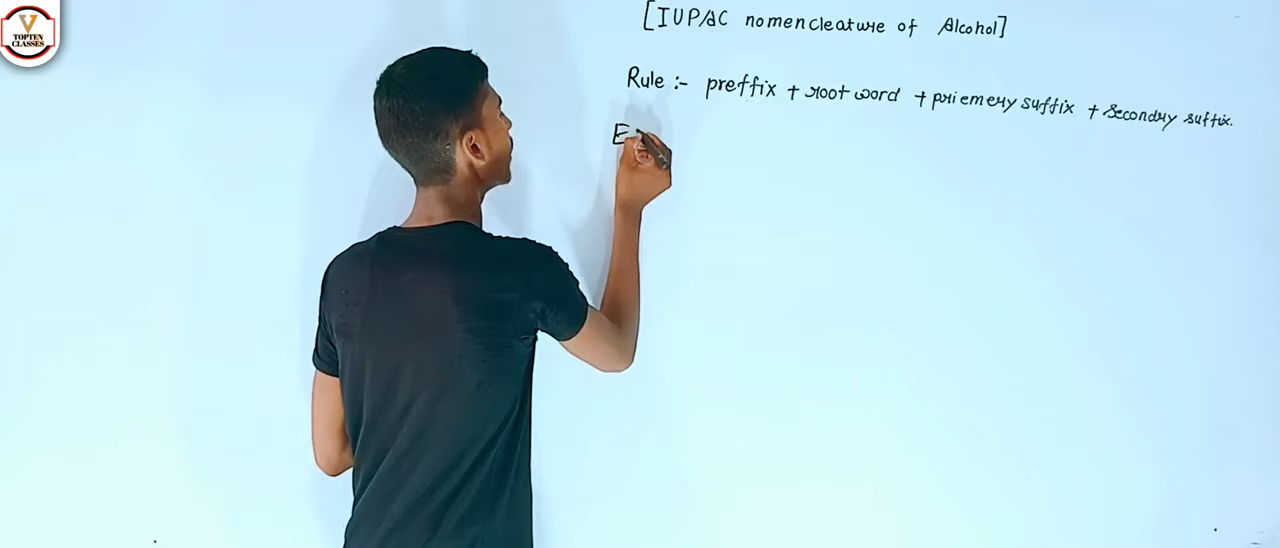 V
TOPTEN
CLASSES
[IUPAC nomencleature of Alcohol]
Rule :- preffix + root word + priemery suffix + Secondry suffix.
E